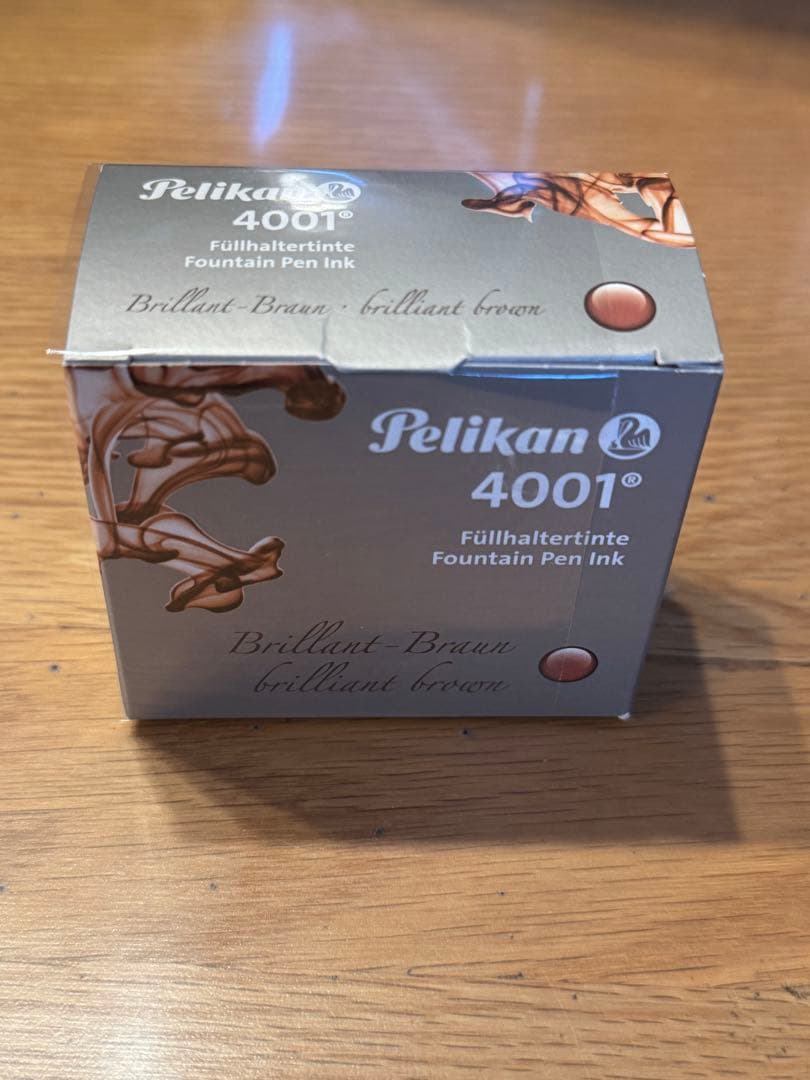 Pelikan
4001®
Füllhaltertinte
Fountain Pen Ink
Brillant-Braun · brilliant brown
Pelikan
4001®
Füllhaltertinte
Fountain Pen Ink
Brillant-Braun
brilliant brown